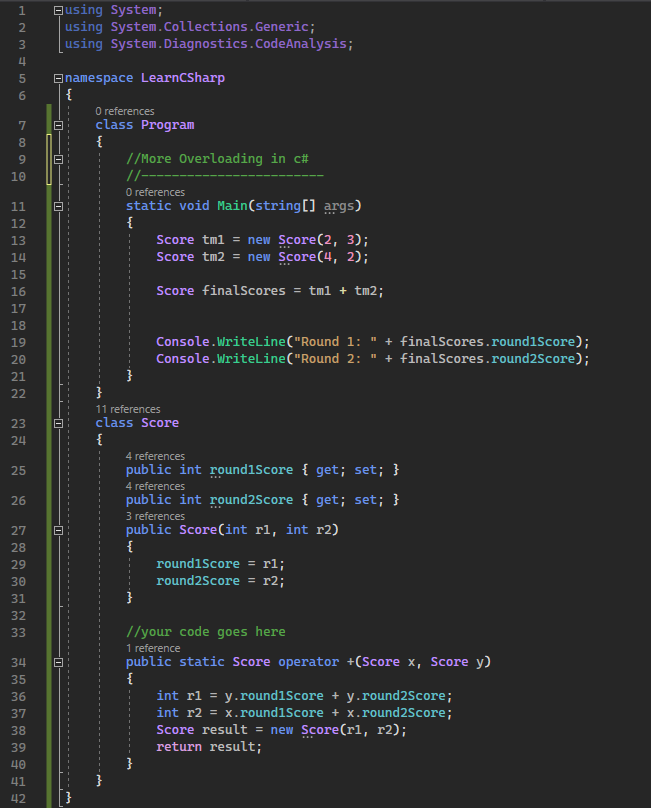 1 using System;
2 using System.Collections.Generic;
3 using System.Diagnostics.CodeAnalysis;
4
5 namespace LearnCSharp
6 {
0 references
7 class Program
8 {
9 //More Overloading in c#
10 //------------------------
0 references
11 static void Main(string[] args)
12 {
13 Score tm1 = new Score(2, 3);
14 Score tm2 = new Score(4, 2);
15
16 Score finalScores = tm1 + tm2;
17
18
19 Console.WriteLine("Round 1: " + finalScores.round1Score);
20 Console.WriteLine("Round 2: " + finalScores.round2Score);
21 }
22 }
11 references
23 class Score
24 {
4 references
25 public int round1Score { get; set; }
4 references
26 public int round2Score { get; set; }
3 references
27 public Score(int r1, int r2)
28 {
29 round1Score = r1;
30 round2Score = r2;
31 }
32
33 //your code goes here
1 reference
34 public static Score operator +(Score x, Score y)
35 {
36 int r1 = y.round1Score + y.round2Score;
37 int r2 = x.round1Score + x.round2Score;
38 Score result = new Score(r1, r2);
39 return result;
40 }
41 }
42 }